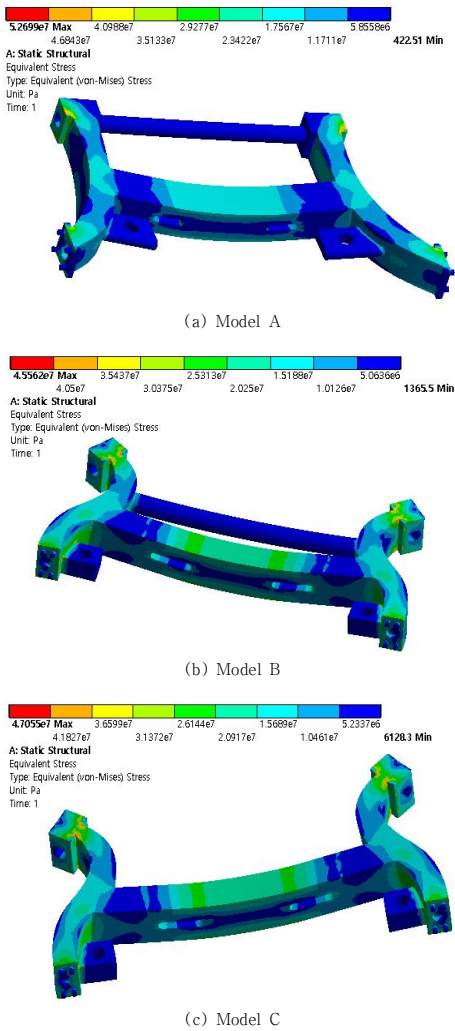 5.2699e7 Max 4.0988e7 2.9277e7 1.7567e7 5.8558e6
4.6843e7 3.5133e7 2.3422e7 1.1711e7 422.51 Min
A: Static Structural
Equivalent Stress
Type: Equivalent (von-Mises) Stress
Unit: Pa
Time: 1
(a) Model A
4.5562e7 Max 3.5437e7 2.5313e7 1.5188e7 5.0636e6
4.05e7 3.0375e7 2.025e7 1.0126e7 1365.5 Min
A: Static Structural
Equivalent Stress
Type: Equivalent (von-Mises) Stress
Unit: Pa
Time: 1
(b) Model B
4.7055e7 Max 3.6599e7 2.6144e7 1.5689e7 5.2337e6
4.1827e7 3.1372e7 2.0917e7 1.0461e7 6128.3 Min
A: Static Structural
Equivalent Stress
Type: Equivalent (von-Mises) Stress
Unit: Pa
Time: 1
(c) Model C